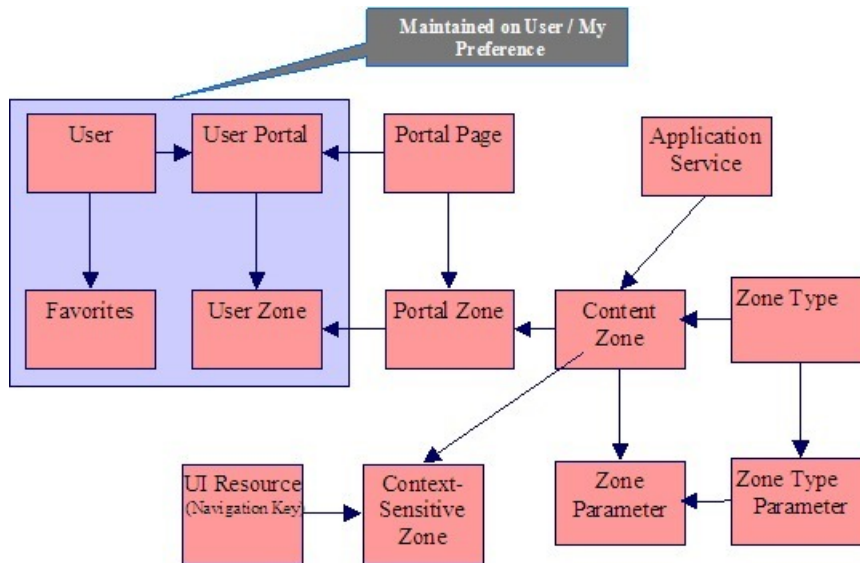 Maintained on User / My
Preference
User
User Portal
Portal Page
Application
Service
Favorites
User Zone
Portal Zone
Content
Zone
Zone Type
UI Resource
(Navigation Key)
Context-
Sensitive
Zone
Zone
Parameter
Zone Type
Parameter